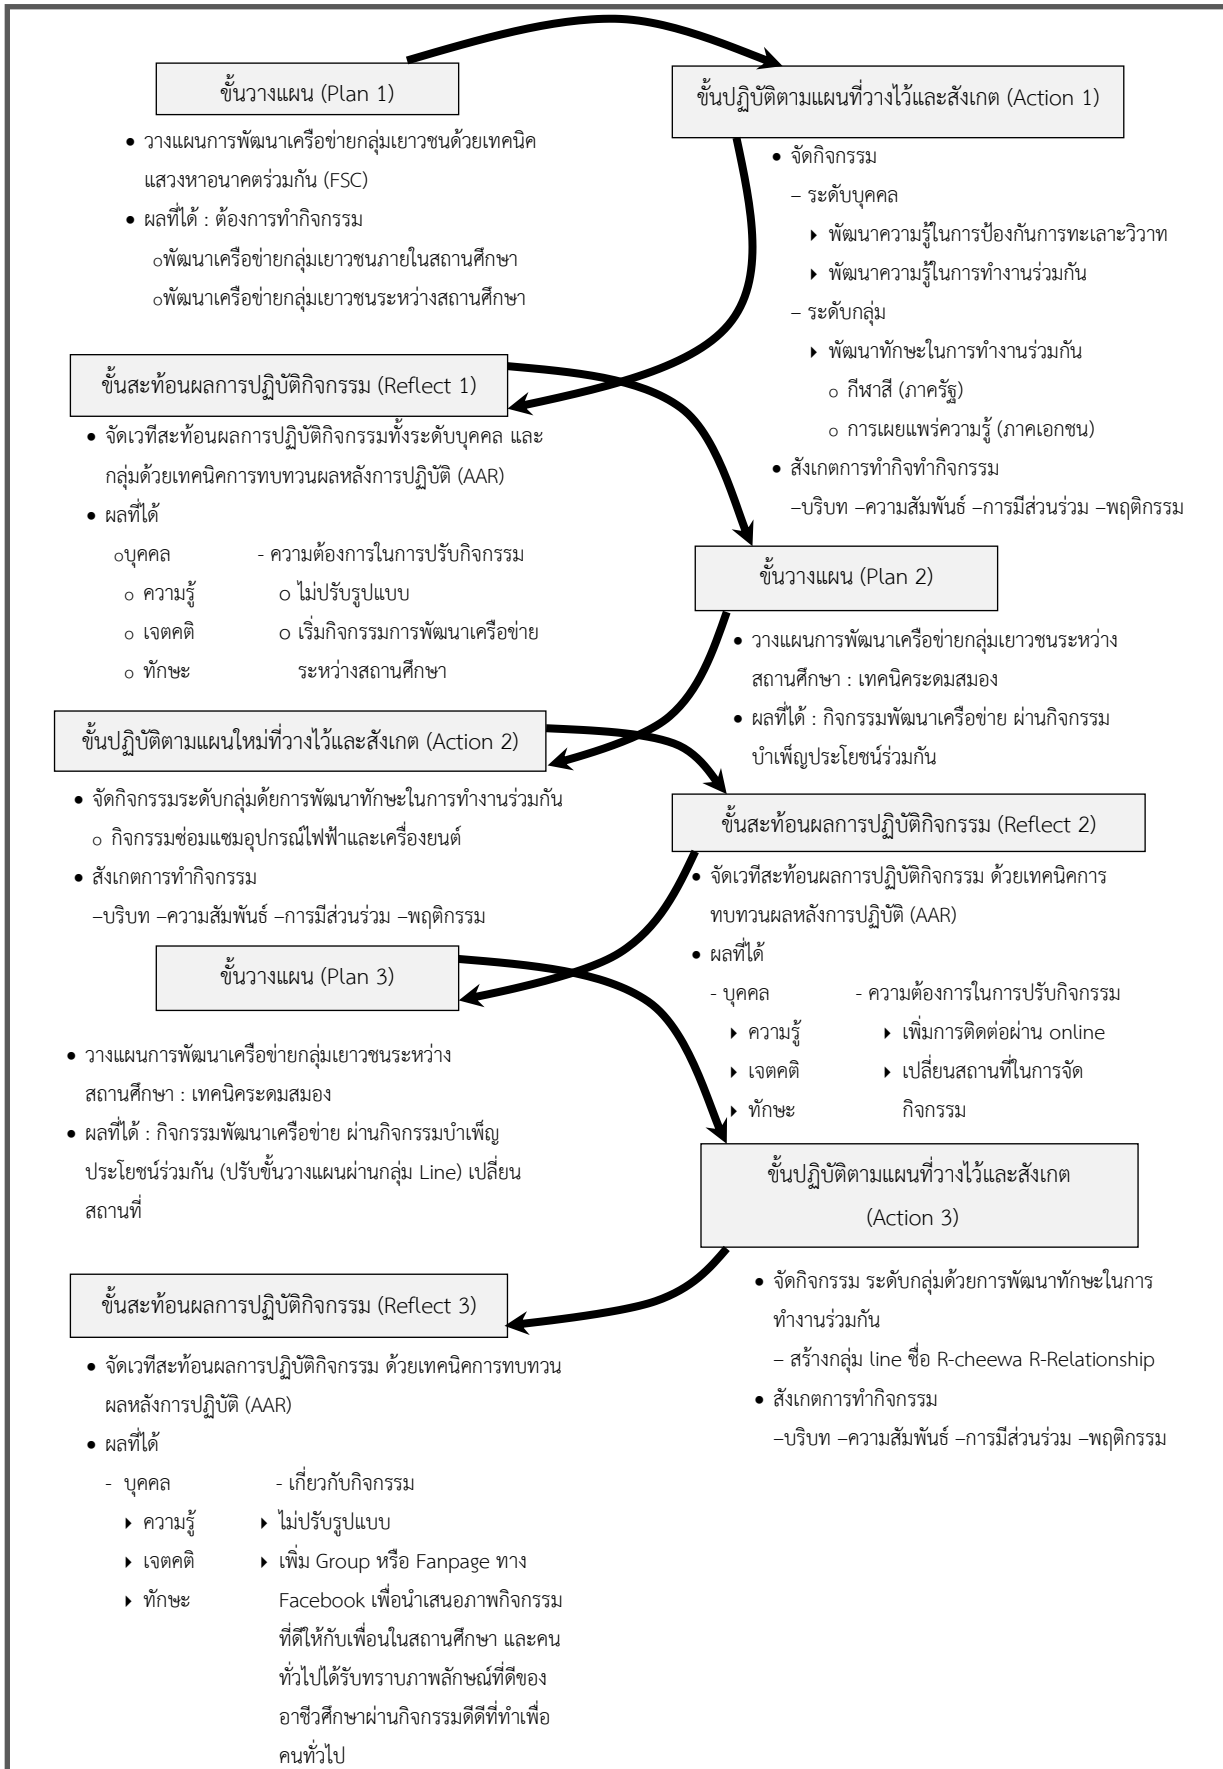 ขั้นวางแผน (Plan 1)
• วางแผนการพัฒนาเครือข่ายกลุ่มเยาวชนด้วยเทคนิค
แสวงหาอนาคตร่วมกัน (FSC)
• ผลที่ได้ : ต้องการทำกิจกรรม
oพัฒนาเครือข่ายกลุ่มเยาวชนภายในสถานศึกษา
oพัฒนาเครือข่ายกลุ่มเยาวชนระหว่างสถานศึกษา
ขั้นปฏิบัติตามแผนที่วางไว้และสังเกต (Action 1)
• จัดกิจกรรม
– ระดับบุคคล
‣ พัฒนาความรู้ในการป้องกันการทะเลาะวิวาท
‣ พัฒนาความรู้ในการทำงานร่วมกัน
– ระดับกลุ่ม
‣ พัฒนาทักษะในการทำงานร่วมกัน
o กีฬาสี (ภาครัฐ)
o การเผยแพร่ความรู้ (ภาคเอกชน)
• สังเกตการทำกิจทำกิจกรรม
–บริบท –ความสัมพันธ์ –การมีส่วนร่วม –พฤติกรรม
ขั้นสะท้อนผลการปฏิบัติกิจกรรม (Reflect 1)
• จัดเวทีสะท้อนผลการปฏิบัติกิจกรรมทั้งระดับบุคคล และ
กลุ่มด้วยเทคนิคการทบทวนผลหลังการปฏิบัติ (AAR)
• ผลที่ได้
oบุคคล - ความต้องการในการปรับกิจกรรม
o ความรู้ o ไม่ปรับรูปแบบ
o เจตคติ o เริ่มกิจกรรมการพัฒนาเครือข่าย
o ทักษะ ระหว่างสถานศึกษา
ขั้นวางแผน (Plan 2)
• วางแผนการพัฒนาเครือข่ายกลุ่มเยาวชนระหว่าง
สถานศึกษา : เทคนิคระดมสมอง
• ผลที่ได้ : กิจกรรมพัฒนาเครือข่าย ผ่านกิจกรรม
บำเพ็ญประโยชน์ร่วมกัน
ขั้นปฏิบัติตามแผนใหม่ที่วางไว้และสังเกต (Action 2)
• จัดกิจกรรมระดับกลุ่มด้ยการพัฒนาทักษะในการทำงานร่วมกัน
o กิจกรรมซ่อมแซมอุปกรณ์ไฟฟ้าและเครื่องยนต์
• สังเกตการทำกิจกรรม
–บริบท –ความสัมพันธ์ –การมีส่วนร่วม –พฤติกรรม
ขั้นสะท้อนผลการปฏิบัติกิจกรรม (Reflect 2)
• จัดเวทีสะท้อนผลการปฏิบัติกิจกรรม ด้วยเทคนิคการ
ทบทวนผลหลังการปฏิบัติ (AAR)
• ผลที่ได้
- บุคคล - ความต้องการในการปรับกิจกรรม
‣ ความรู้ ‣ เพิ่มการติดต่อผ่าน online
‣ เจตคติ ‣ เปลี่ยนสถานที่ในการจัด
‣ ทักษะ กิจกรรม
ขั้นวางแผน (Plan 3)
• วางแผนการพัฒนาเครือข่ายกลุ่มเยาวชนระหว่าง
สถานศึกษา : เทคนิคระดมสมอง
• ผลที่ได้ : กิจกรรมพัฒนาเครือข่าย ผ่านกิจกรรมบำเพ็ญ
ประโยชน์ร่วมกัน (ปรับขั้นวางแผนผ่านกลุ่ม Line) เปลี่ยน
สถานที่
ขั้นปฏิบัติตามแผนที่วางไว้และสังเกต
(Action 3)
• จัดกิจกรรม ระดับกลุ่มด้วยการพัฒนาทักษะในการ
ทำงานร่วมกัน
– สร้างกลุ่ม line ชื่อ R-cheewa R-Relationship
• สังเกตการทำกิจกรรม
–บริบท –ความสัมพันธ์ –การมีส่วนร่วม –พฤติกรรม
ขั้นสะท้อนผลการปฏิบัติกิจกรรม (Reflect 3)
• จัดเวทีสะท้อนผลการปฏิบัติกิจกรรม ด้วยเทคนิคการทบทวน
ผลหลังการปฏิบัติ (AAR)
• ผลที่ได้
- บุคคล - เกี่ยวกับกิจกรรม
‣ ความรู้ ‣ ไม่ปรับรูปแบบ
‣ เจตคติ ‣ เพิ่ม Group หรือ Fanpage ทาง
‣ ทักษะ Facebook เพื่อนำเสนอภาพกิจกรรม
ที่ดีให้กับเพื่อนในสถานศึกษา และคน
ทั่วไปได้รับทราบภาพลักษณ์ที่ดีของ
อาชีวศึกษาผ่านกิจกรรมดีดีที่ทำเพื่อ
คนทั่วไป